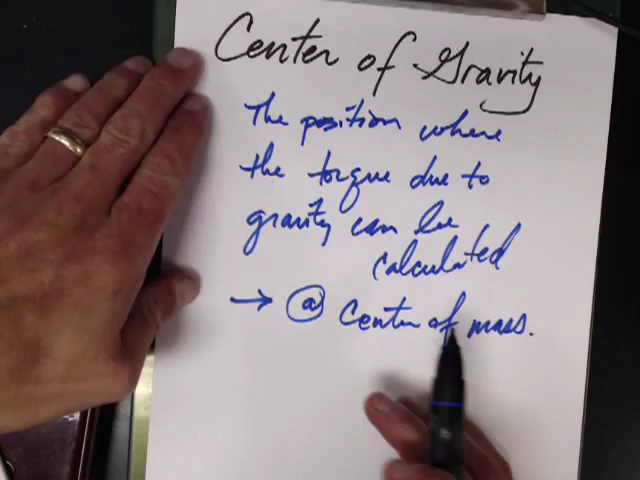 Center of Gravity
The position where
the torque due to
gravity can be
calculated
→ @ Center of mass.